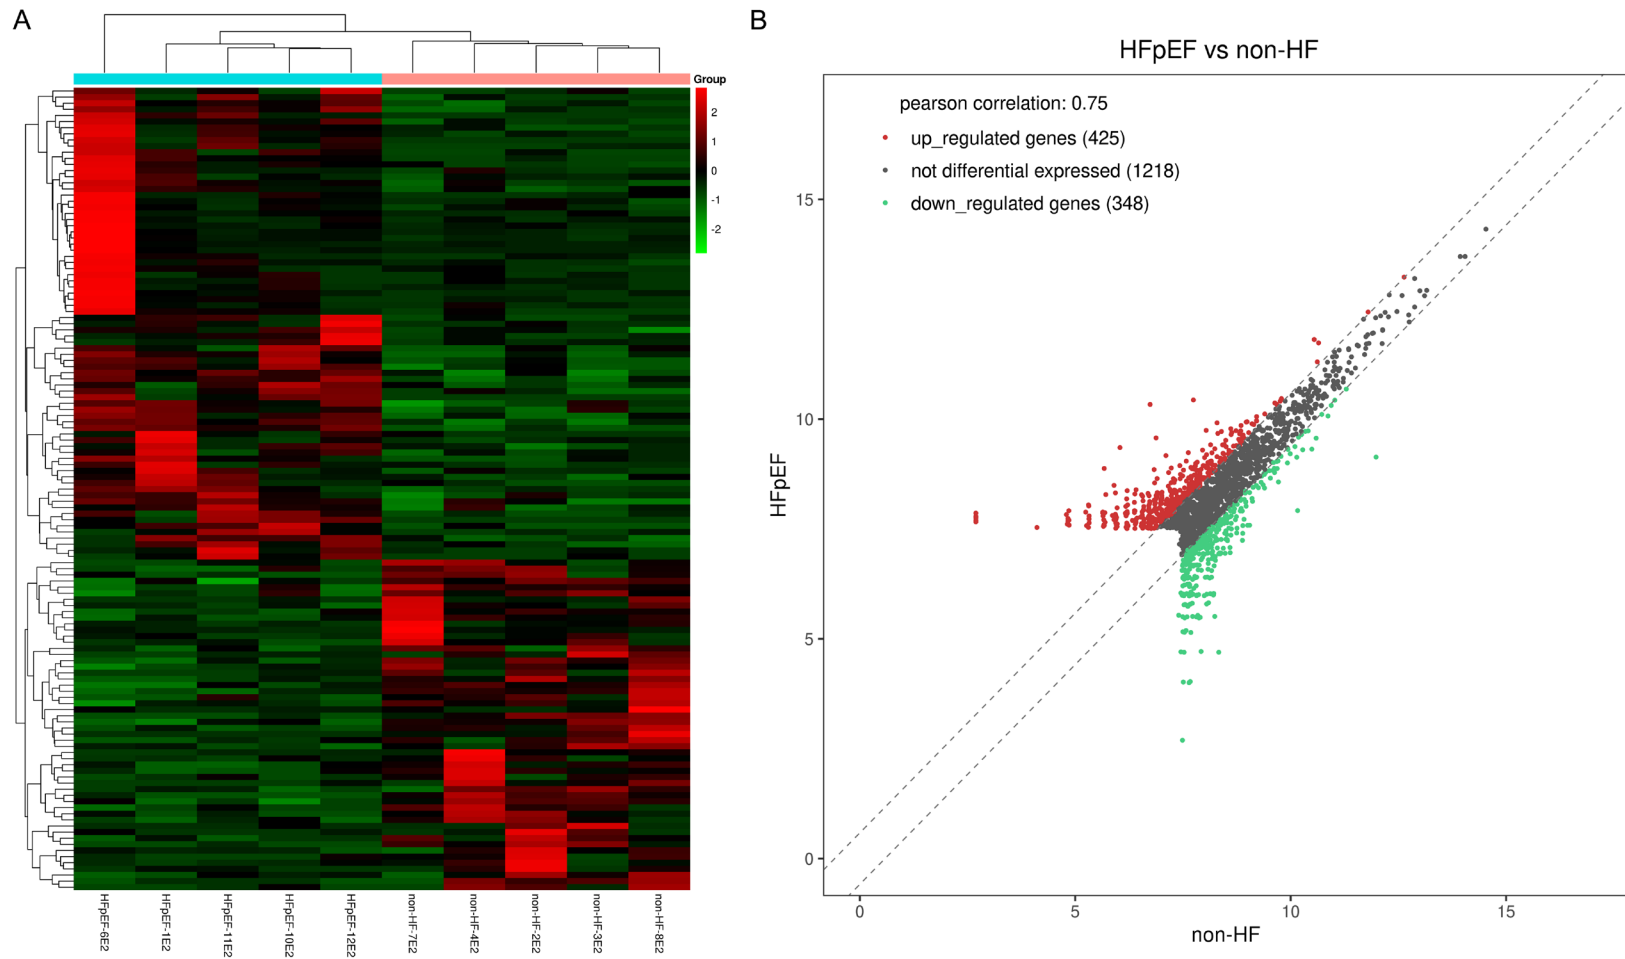 A
Group
2
1
0
-1
-2
HFpEF-6E2
HFpEF-1E2
HFpEF-11E2
HFpEF-10E2
HFpEF-12E2
non-HF-7E2
non-HF-4E2
non-HF-2E2
non-HF-3E2
non-HF-8E2
B
HFpEF vs non-HF
pearson correlation: 0.75
up_regulated genes (425)
not differential expressed (1218)
down_regulated genes (348)
15
10
5
0
HFpEF
0
5
10
15
non-HF